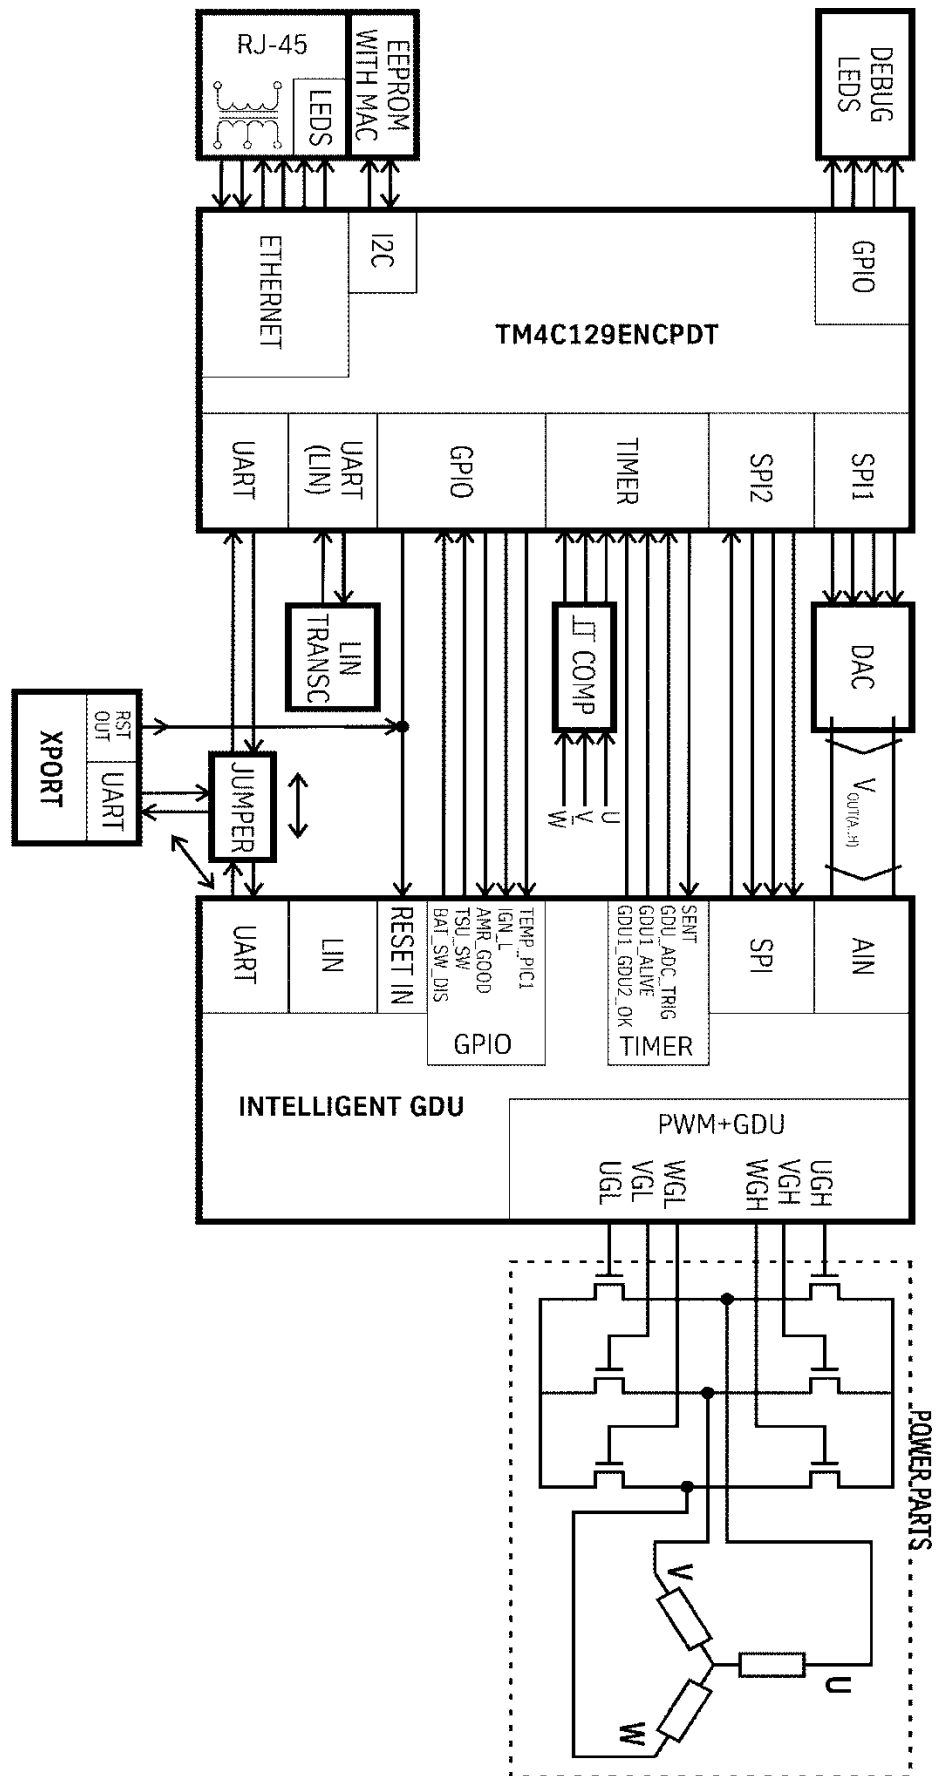 RJ-45
LEDS
EEPROM
WITH MAC
DEBUG
LEDS
ETHERNET
I2C
GPIO
TM4C129ENCPDT
UART
UART
(LIN)
GPIO
TIMER
SPI2
SPI1
LIN
TRANSC
COMP
DAC
U
V
W
VOUT(A..H)
XPORT
RST
OUT
UART
JUMPER
UART
LIN
RESET IN
TEMP_PIC1
IGN_L
AMR_GOOD
TSU_SW
BAT_SW_DIS
GPIO
SENT
GDU_ADC_TRIG
GDU1_ALIVE
GDU1_GDU2_OK
TIMER
SPI
AIN
INTELLIGENT GDU
PWM+GDU
UGL
VGL
WGL
WGH
VGH
UGH
POWER PARTS
V
U
W